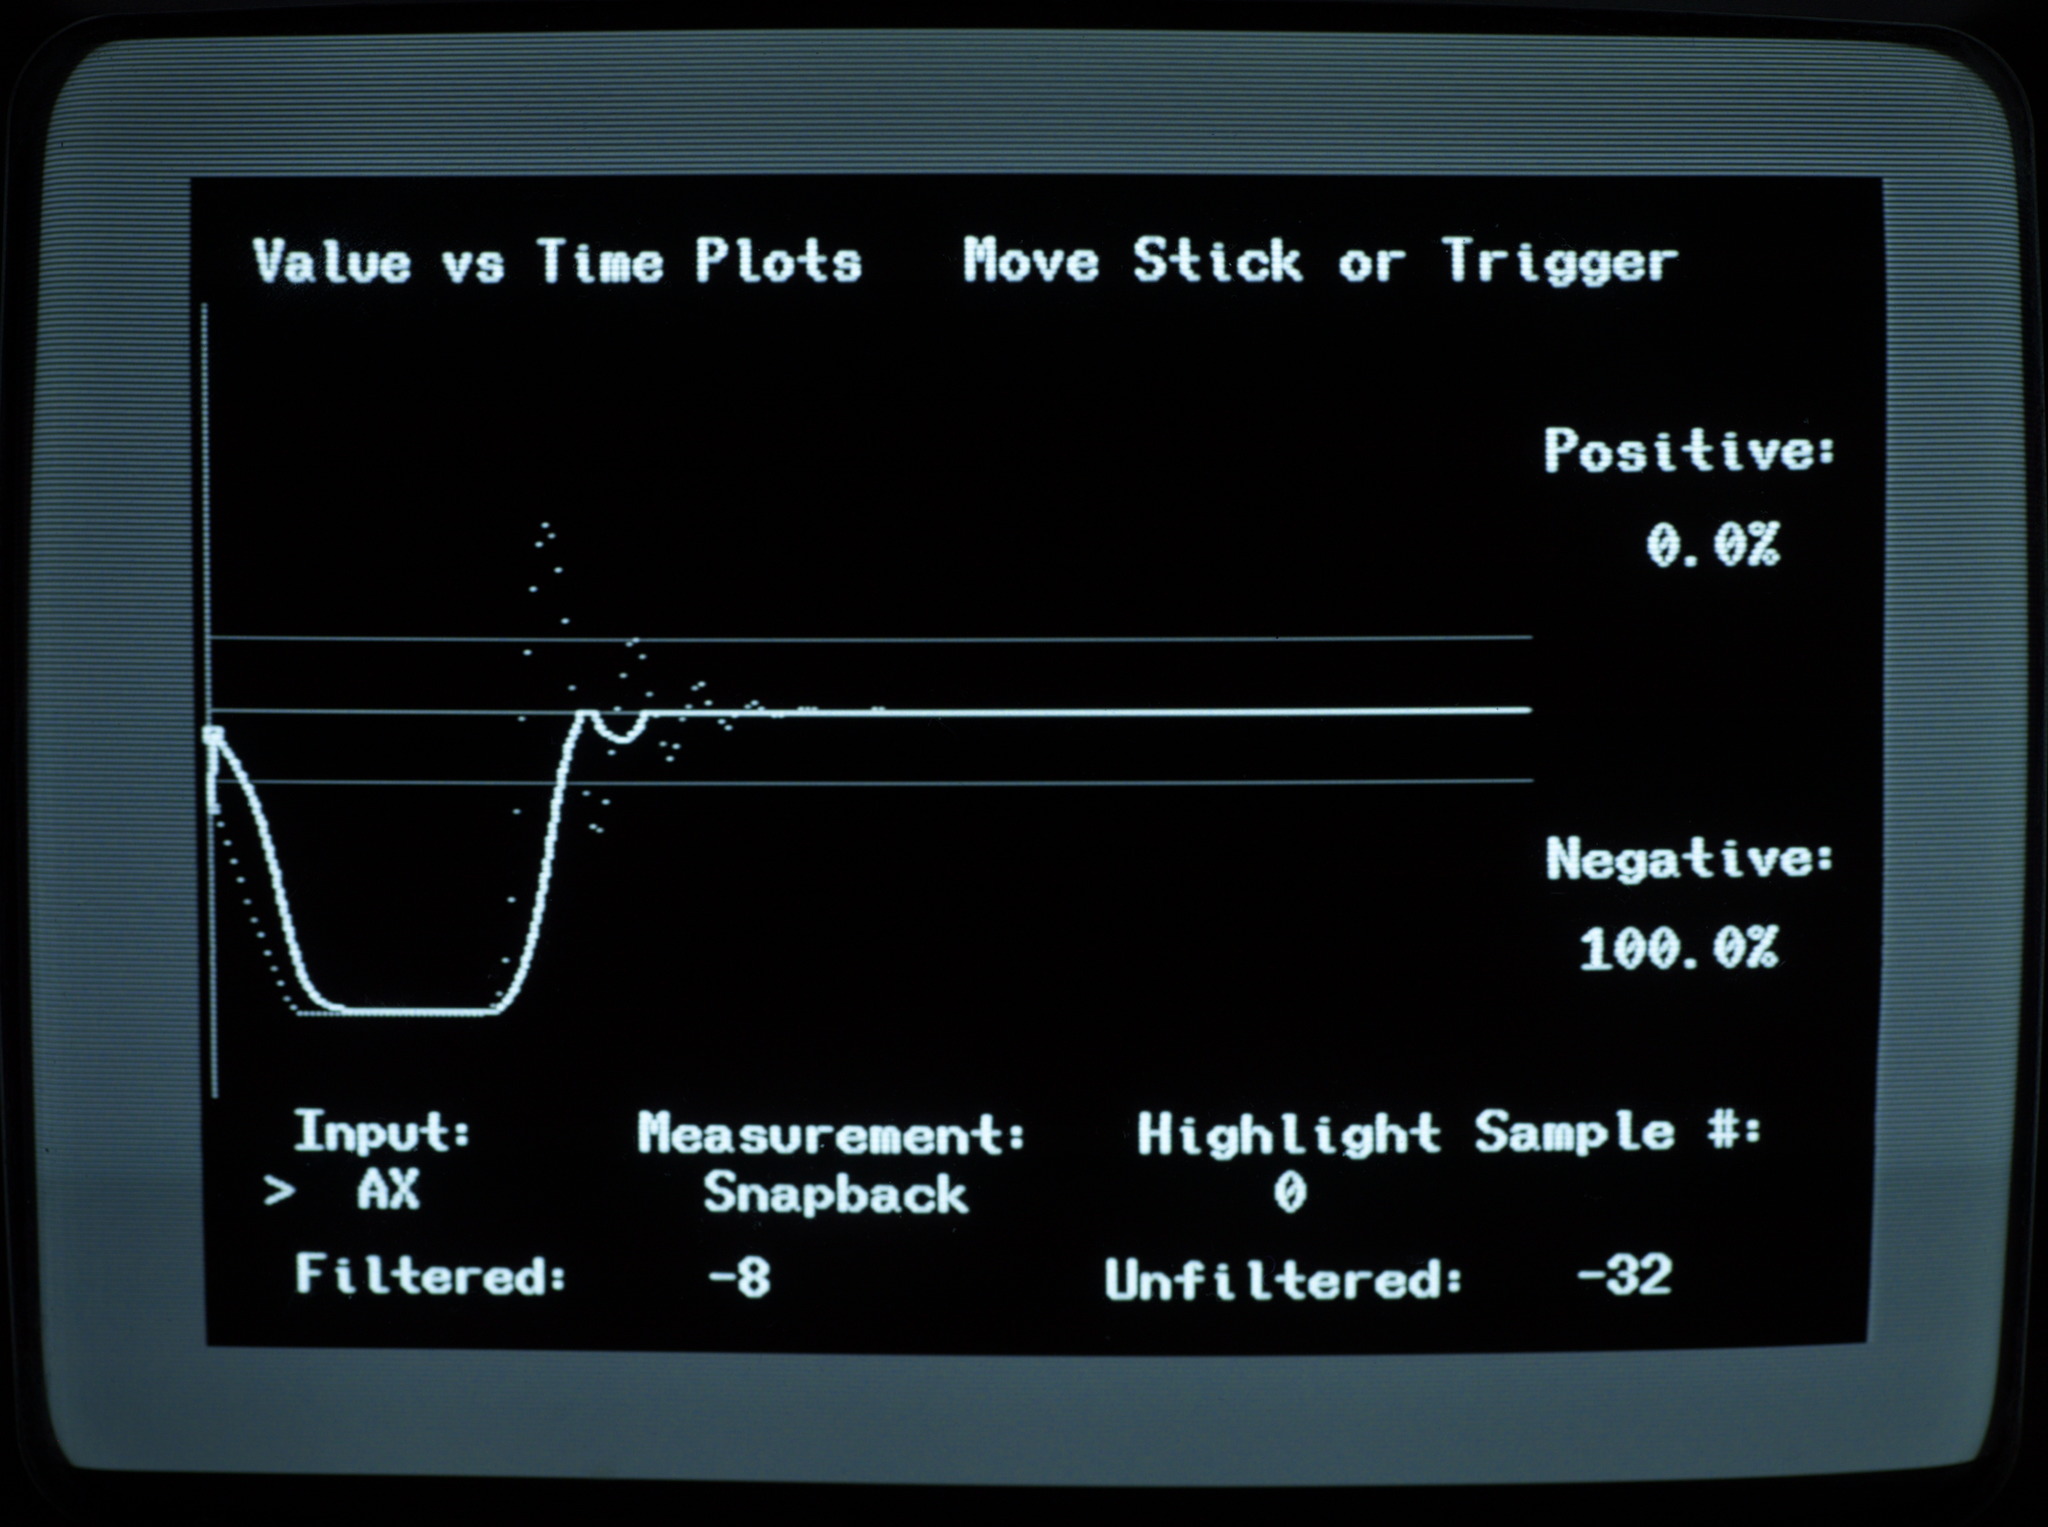 Value vs Time Plots   Move Stick or Trigger
Positive:
0.0%
Negative:
100.0%
Input:   Measurement:   Highlight Sample #:
> AX   Snapback   0
Filtered:   -8   Unfiltered:   -32